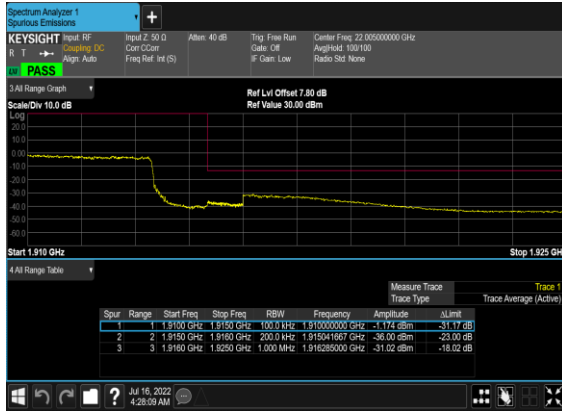 Spectrum Analyzer 1
Spurious Emissions
+
KEYSIGHT Input: RF Input Z: 50 Ω Atten: 40 dB Trig: Free Run Center Freq: 22.005000000 GHz
R T Coupling: DC Corr CCorr Gate: Off Avg|Hold: 100/100
Align: Auto Freq Ref: Int (S) IF Gain: Low Radio Std: None
PASS
3 All Range Graph
Ref Lvl Offset 7.80 dB
Scale/Div 10.0 dB Ref Value 30.00 dBm
Log
20.0
10.0
0.00
-10.0
-20.0
-30.0
-40.0
-50.0
-60.0
Start 1.910 GHz Stop 1.925 GH
4 All Range Table
Measure Trace Trace 1
Trace Type Trace Average (Active)
Spur Range Start Freq Stop Freq RBW Frequency Amplitude ΔLimit
1 1 1.9100 GHz 1.9150 GHz 100.0 kHz 1.910000000 GHz -1.174 dBm -31.17 dB
2 2 1.9150 GHz 1.9160 GHz 200.0 kHz 1.915041667 GHz -36.00 dBm -23.00 dB
3 3 1.9160 GHz 1.9250 GHz 1.000 MHz 1.916285000 GHz -31.02 dBm -18.02 dB
? Jul 16, 2022
4:28:09 AM